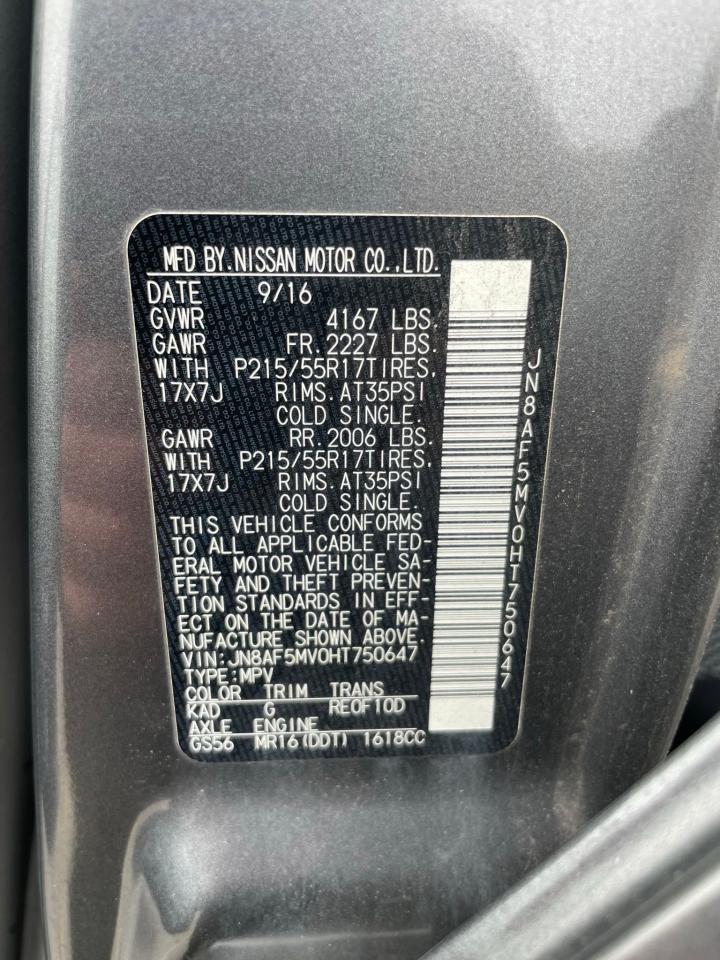 MFD BY.NISSAN MOTOR CO.,LTD.
DATE 9/16
GVWR 4167 LBS.
GAWR FR.2227 LBS.
WITH P215/55R17TIRES.
17X7J RIMS.AT35PSI
COLD SINGLE.
GAWR RR.2006 LBS.
WITH P215/55R17TIRES.
17X7J RIMS.AT35PSI
COLD SINGLE.
THIS VEHICLE CONFORMS
TO ALL APPLICABLE FED-
ERAL MOTOR VEHICLE SA-
FETY AND THEFT PREVEN-
TION STANDARDS IN EFF-
ECT ON THE DATE OF MA-
NUFACTURE SHOWN ABOVE.
VIN:JN8AF5MV0HT750647
TYPE:MPV
COLOR TRIM TRANS
KAD G RE0F10D
AXLE ENGINE
GS56 MR16(DDT) 1618CC
JN8AF5MV0HT750647